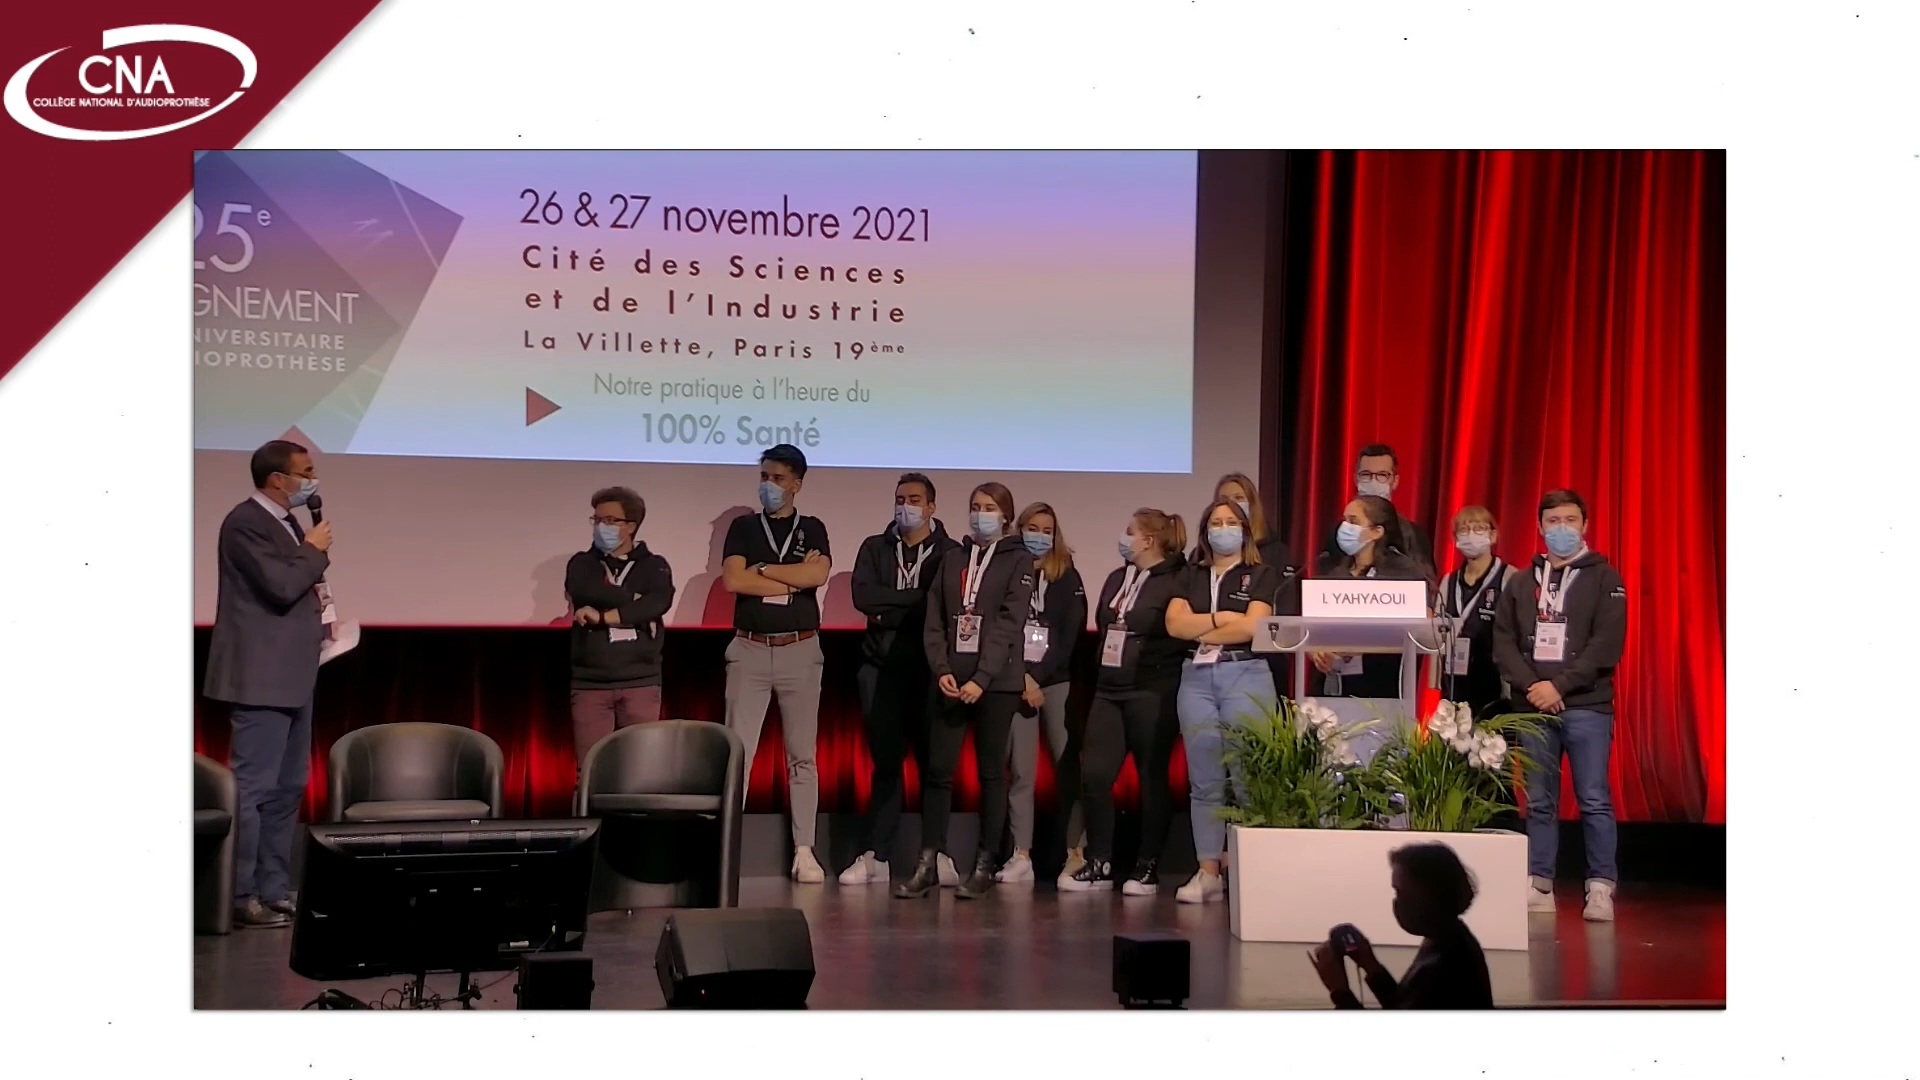 CNA
COLLÈGE NATIONAL D'AUDIOPROTHÈSE
25e
GNEMENT
NIVERSITAIRE
IOPROTHÈSE
26 & 27 novembre 2021
Cité des Sciences
et de l'Industrie
La Villette, Paris 19ème
Notre pratique à l'heure du
100% Santé
I. YAHYAOUI